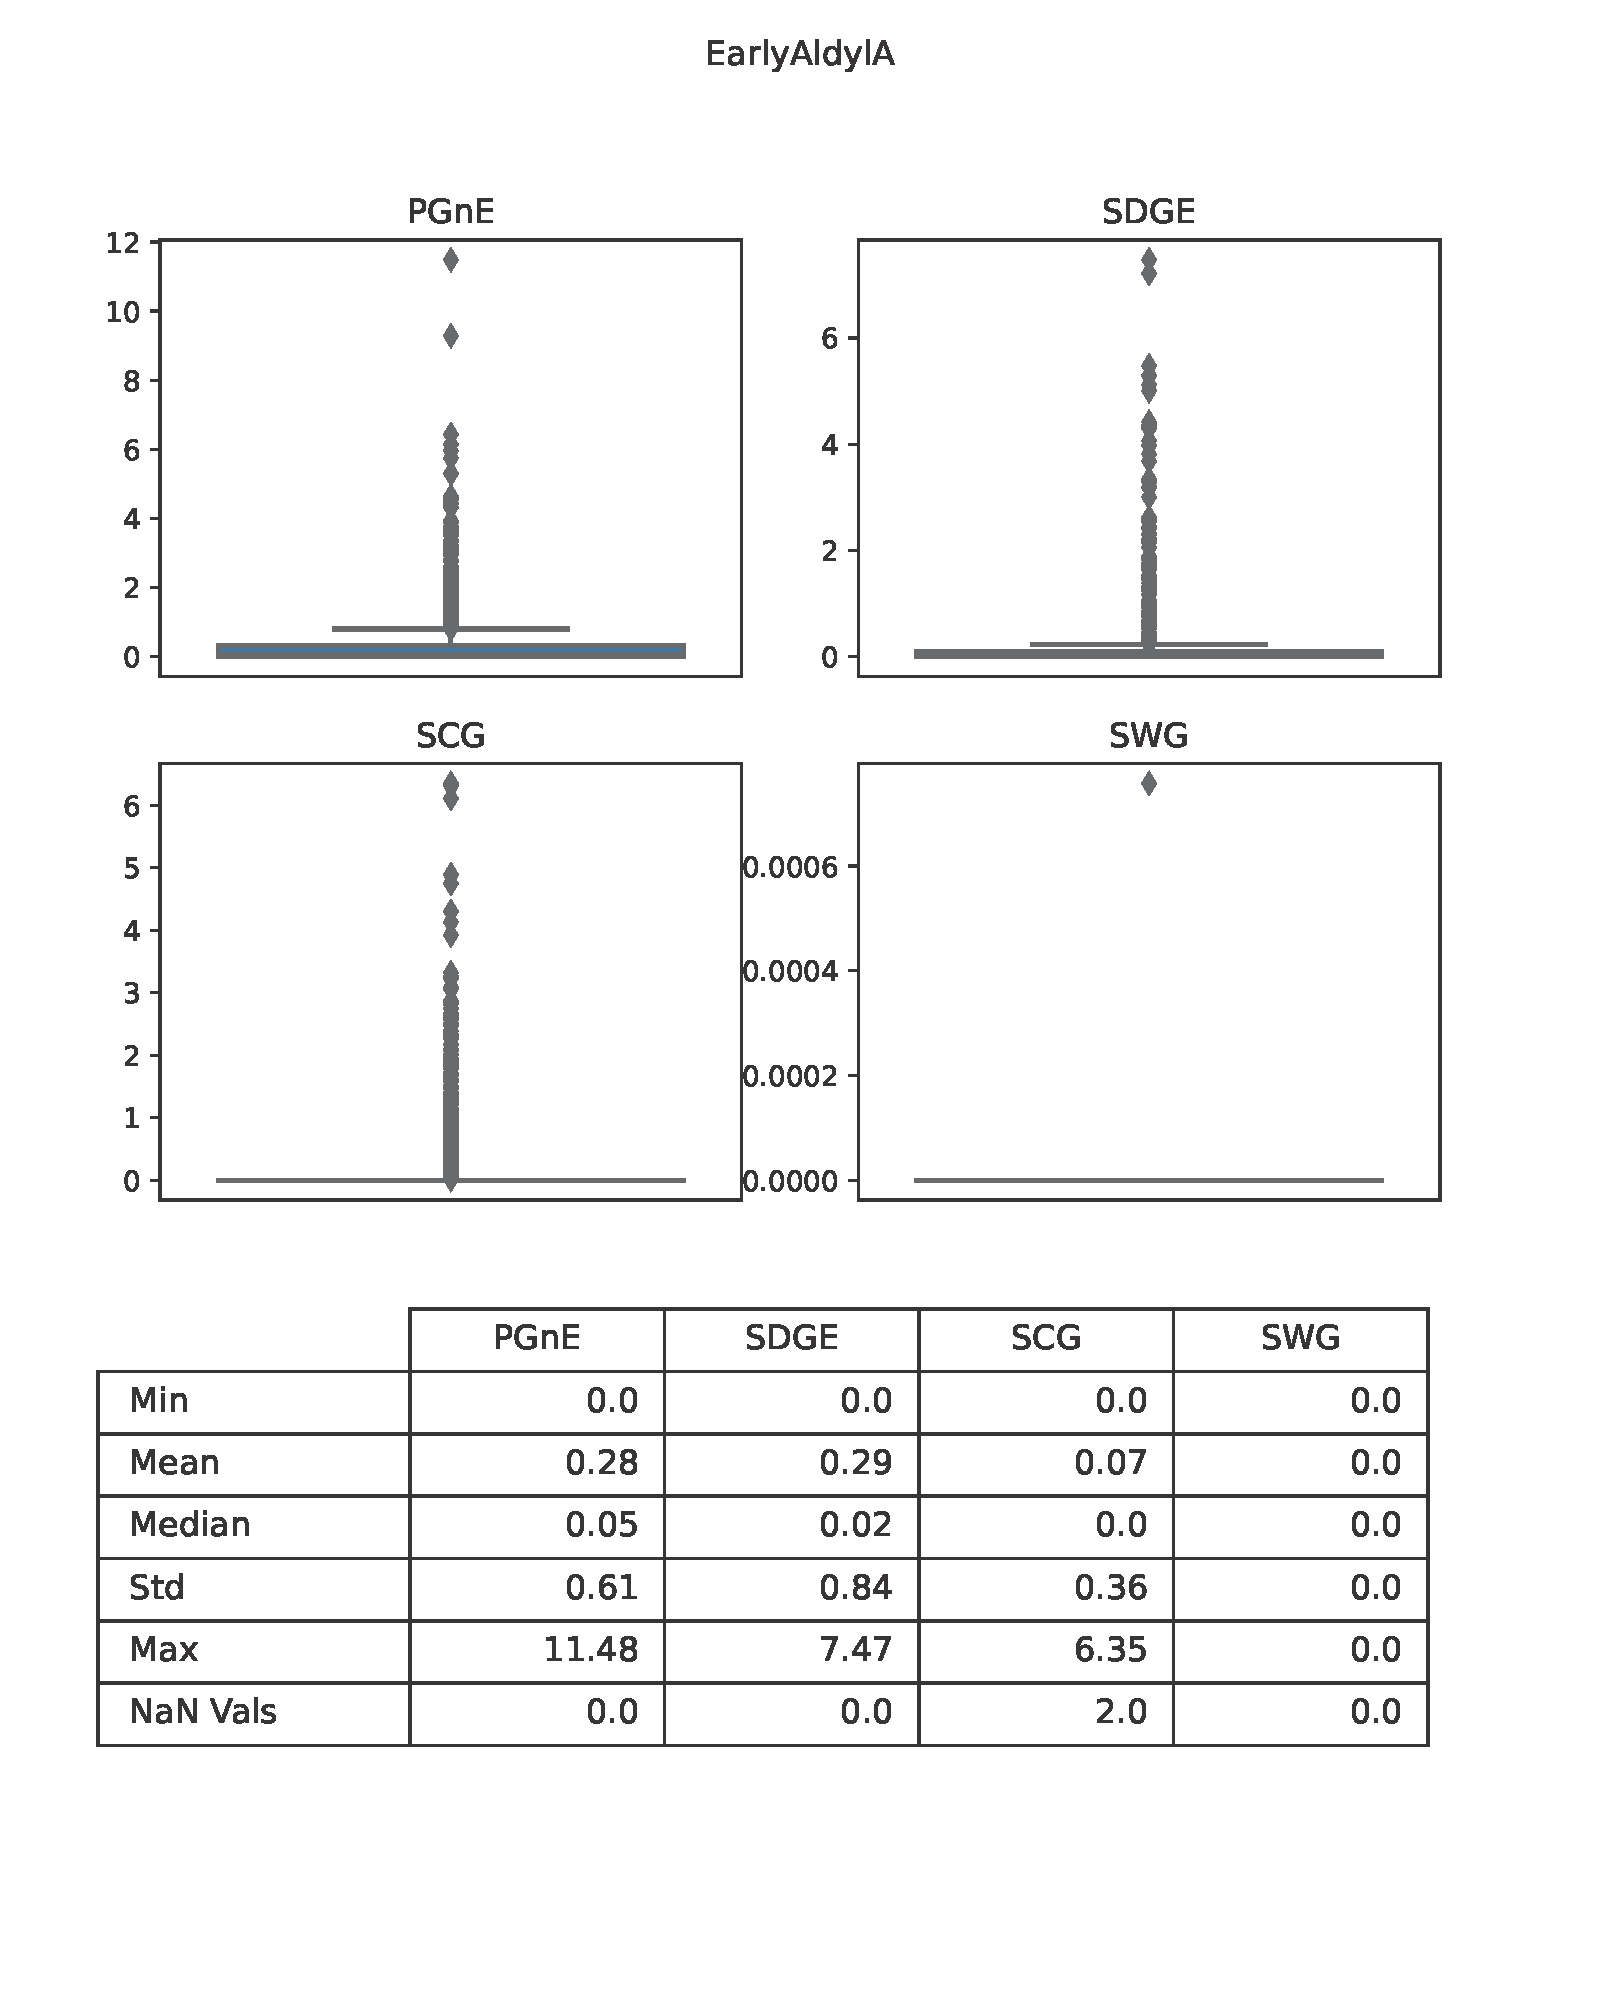 EarlyAldylA
PGnE
12
10
8
6
4
2
0
SDGE
6
4
2
0
SCG
6
5
4
3
2
1
0
SWG
0.0006
0.0004
0.0002
0.0000
PGnE SDGE SCG SWG
Min 0.0 0.0 0.0 0.0
Mean 0.28 0.29 0.07 0.0
Median 0.05 0.02 0.0 0.0
Std 0.61 0.84 0.36 0.0
Max 11.48 7.47 6.35 0.0
NaN Vals 0.0 0.0 2.0 0.0